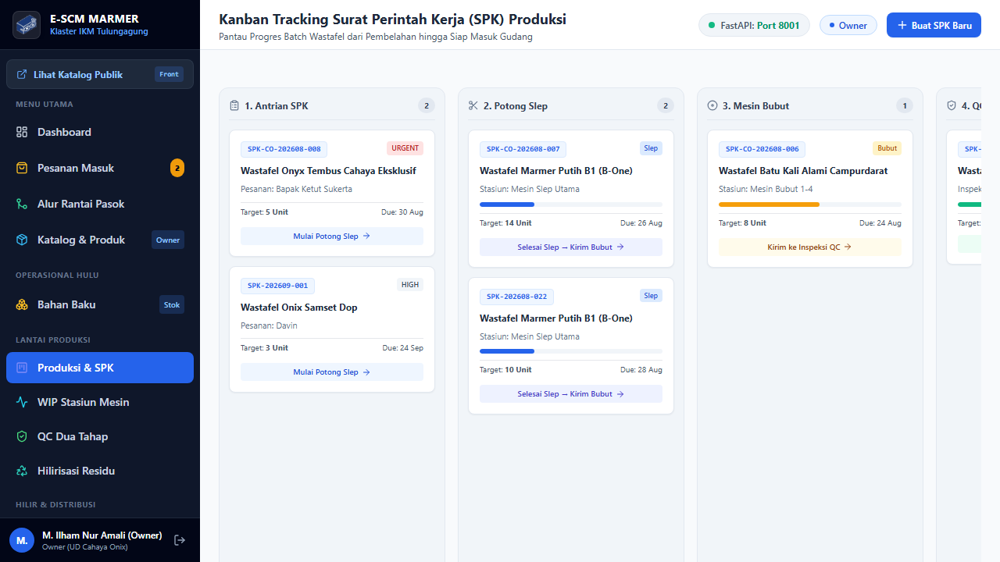 E-SCM MARMER
Klaster IKM Tulungagung
Lihat Katalog Publik Front
MENU UTAMA
Dashboard
Pesanan Masuk 2
Alur Rantai Pasok
Katalog & Produk Owner
OPERASIONAL HULU
Bahan Baku Stok
LANTAI PRODUKSI
Produksi & SPK
WIP Stasiun Mesin
QC Dua Tahap
Hilirisasi Residu
HILIR & DISTRIBUSI
M.
M. Ilham Nur Amali (Owner)
Owner (UD Cahaya Onix)
Kanban Tracking Surat Perintah Kerja (SPK) Produksi
Pantau Progres Batch Wastafel dari Pembelahan hingga Siap Masuk Gudang
FastAPI: Port 8001
Owner
Buat SPK Baru
1. Antrian SPK 2
SPK-CO-202608-008 URGENT
Wastafel Onyx Tembus Cahaya Eksklusif
Pesanan: Bapak Ketut Sukerta
Target: 5 Unit Due: 30 Aug
Mulai Potong Slep →
SPK-202609-001 HIGH
Wastafel Onix Samset Dop
Pesanan: Davin
Target: 3 Unit Due: 24 Sep
Mulai Potong Slep →
2. Potong Slep 2
SPK-CO-202608-007 Slep
Wastafel Marmer Putih B1 (B-One)
Stasiun: Mesin Slep Utama
Target: 14 Unit Due: 26 Aug
Selesai Slep → Kirim Bubut →
SPK-202608-022 Slep
Wastafel Marmer Putih B1 (B-One)
Stasiun: Mesin Slep Utama
Target: 10 Unit Due: 28 Aug
Selesai Slep → Kirim Bubut →
3. Mesin Bubut 1
SPK-CO-202608-006 Bubut
Wastafel Batu Kali Alami Campurdarat
Stasiun: Mesin Bubut 1-4
Target: 8 Unit Due: 24 Aug
Kirim ke Inspeksi QC →
4.
SPK-
Target: